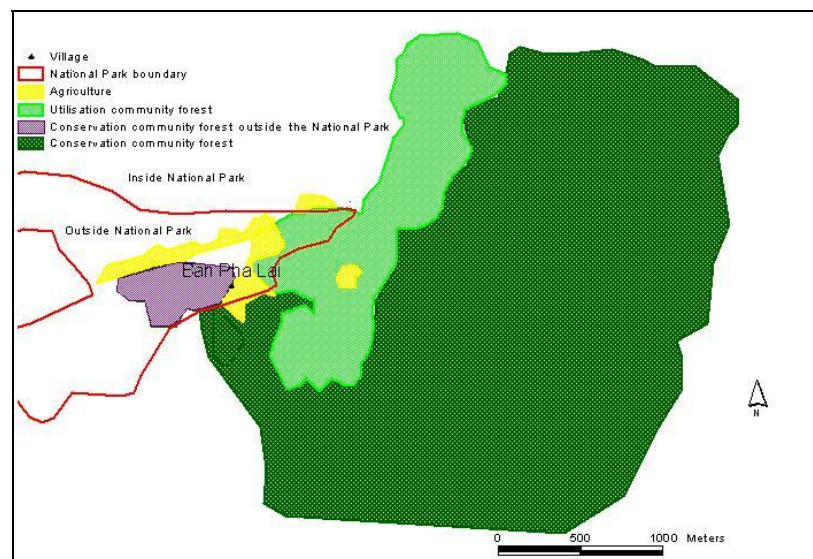 Village
National Park boundary
Agriculture
Utilisation community forest
Conservation community forest outside the National Park
Conservation community forest
Inside National Park
Outside National Park
Ban Pha Lai
N
0 500 1000 Meters